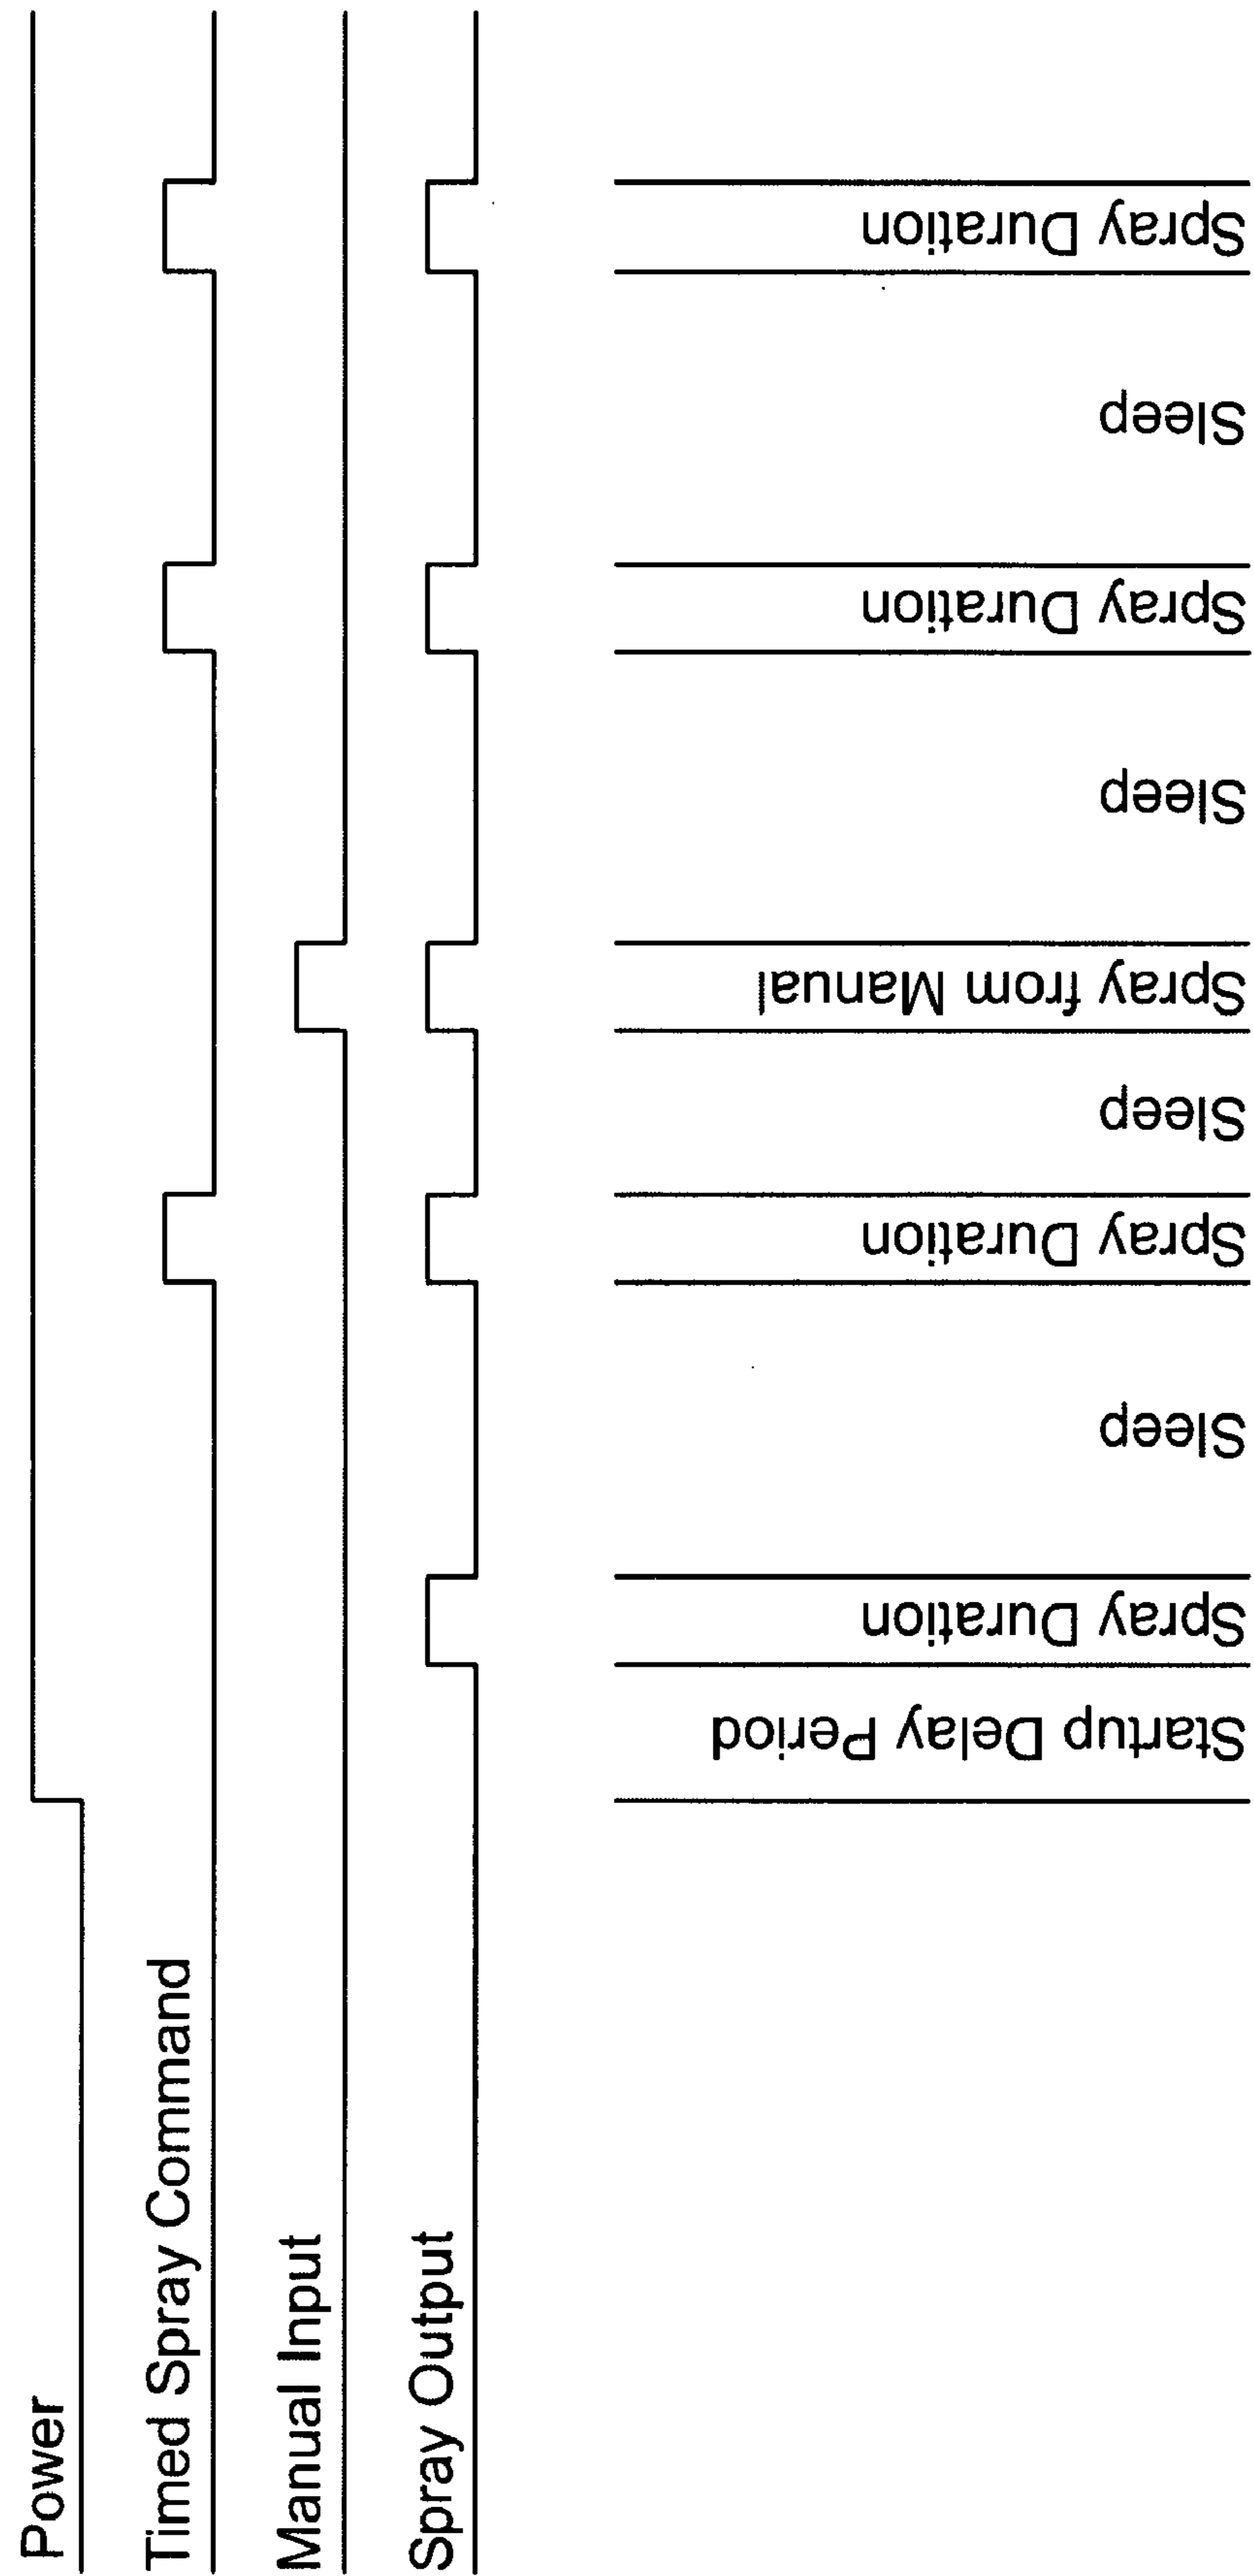 Power
Timed Spray Command
Manual Input
Spray Output
Startup Delay Period
Spray Duration
Sleep
Spray Duration
Sleep
Spray from Manual
Sleep
Spray Duration
Sleep
Spray Duration